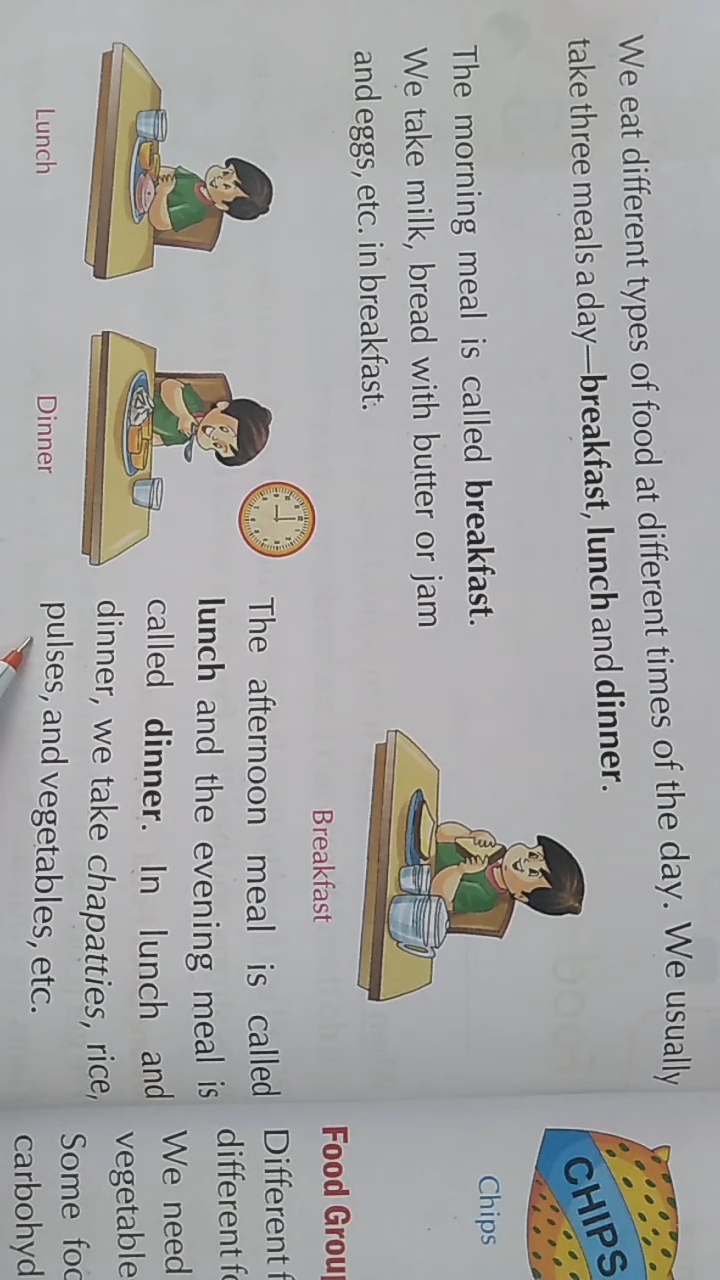 We eat different types of food at different times of the day. We usually
take three meals a day—breakfast, lunch and dinner.
The morning meal is called breakfast.
We take milk, bread with butter or jam
and eggs, etc. in breakfast.
Breakfast
Lunch
Dinner
The afternoon meal is called
lunch and the evening meal is
called dinner. In lunch and
dinner, we take chapatties, rice,
pulses, and vegetables, etc.
CHIPS
Chips
Food Grou
Different
different
We need
vegetable
Some foo
carbohyd